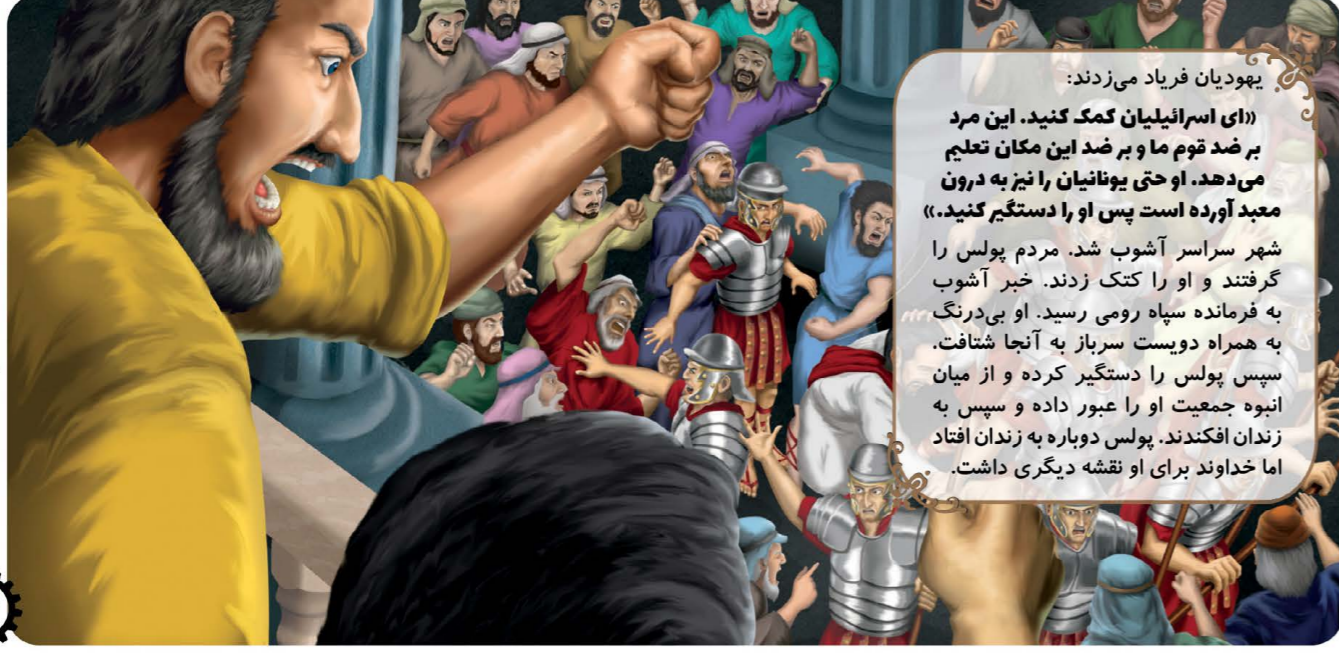 یهودیان فریاد می‌زدند:
«ای اسرائیلیان کمک کنید. این مرد
بر ضد قوم ما و بر ضد این مکان تعلیم
می‌دهد. او حتی یونانیان را نیز به درون
معبد آورده است پس او را دستگیر کنید.»
شهر سراسر آشوب شد. مردم پولس را
گرفتند و او را کتک زدند. خبر آشوب
به فرمانده سپاه رومی رسید. او بی‌درنگ
به همراه دویست سرباز به آنجا شتافت.
سپس پولس را دستگیر کرده و از میان
انبوه جمعیت او را عبور داده و سپس به
زندان افکندند. پولس دوباره به زندان افتاد
اما خداوند برای او نقشه دیگری داشت.